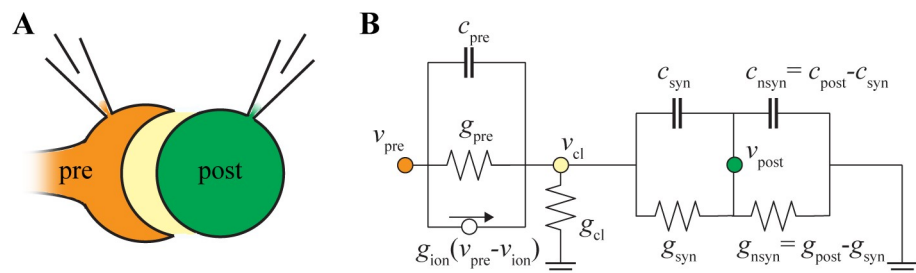 A
pre
post
B
c_pre
g_pre
v_pre
g_ion(v_pre-v_ion)
v_cl
g_cl
c_syn
c_nsyn= c_post-c_syn
v_post
g_syn
g_nsyn= g_post-g_syn